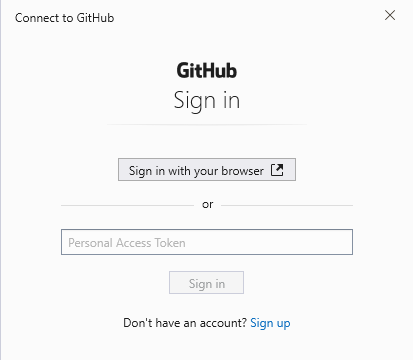 Connect to GitHub
GitHub
Sign in
Sign in with your browser
or
Personal Access Token
Sign in
Don't have an account? Sign up